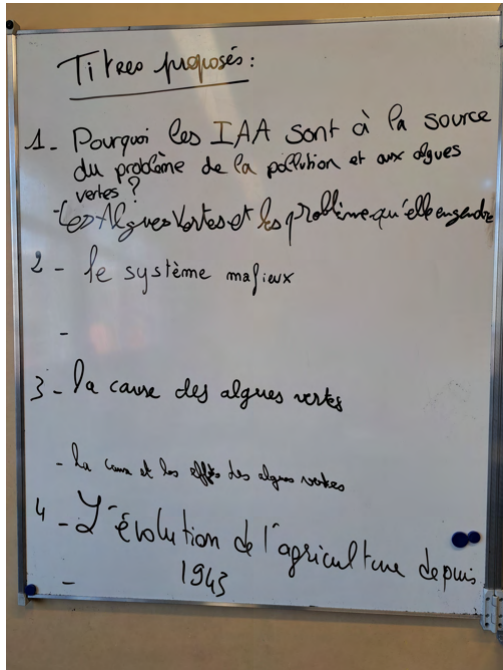 Titres proposés :
1 - Pourquoi les IAA sont à la source
du problème de la pollution et aux algues
vertes ?
- Les Algues Vertes et les problème qu'elle engendre
2 - le système mafieux
-
3 - la cause des algues vertes
- la cause et les effets des algues vertes
4 - L'évolution de l'agriculture depuis
- 1943